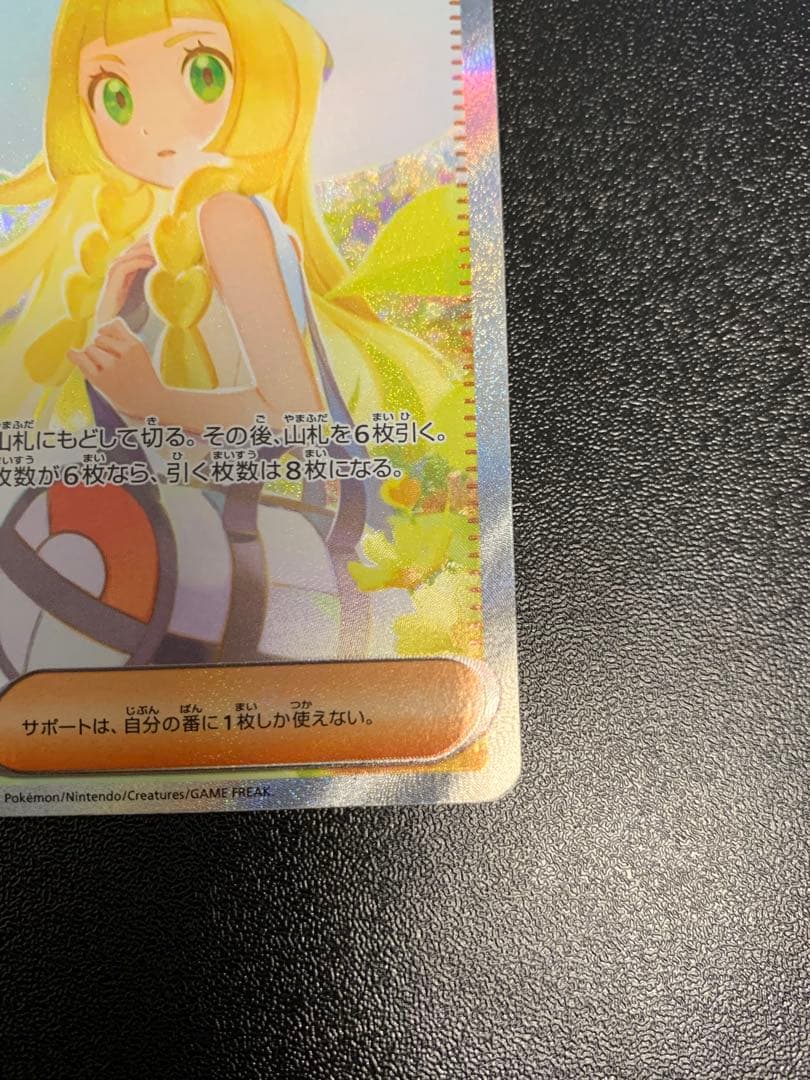 山札にもどして切る。その後、山札を6枚引く。
枚数が6枚なら、引く枚数は8枚になる。
サポートは、自分の番に1枚しか使えない。
Pokémon/Nintendo/Creatures/GAME FREAK.